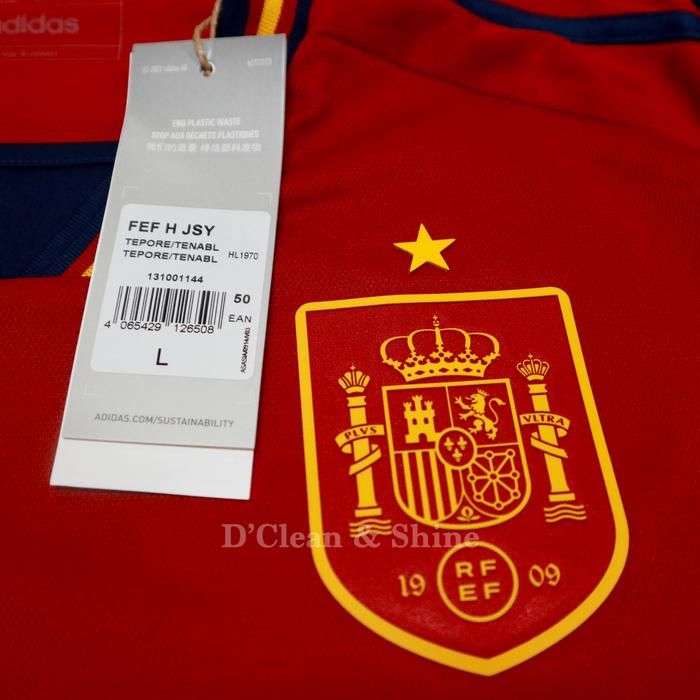 adidas
END PLASTIC WASTE
STOP AUX DÉCHETS PLASTIQUES
FEF H JSY
TEPORE/TENABL
TEPORE/TENABL
HL1970
131001144
50
EAN
4 065429 126508
L
ADIDAS.COM/SUSTAINABILITY
PLVS
VLTRA
D'Clean & Shine
19 RF 09
EF